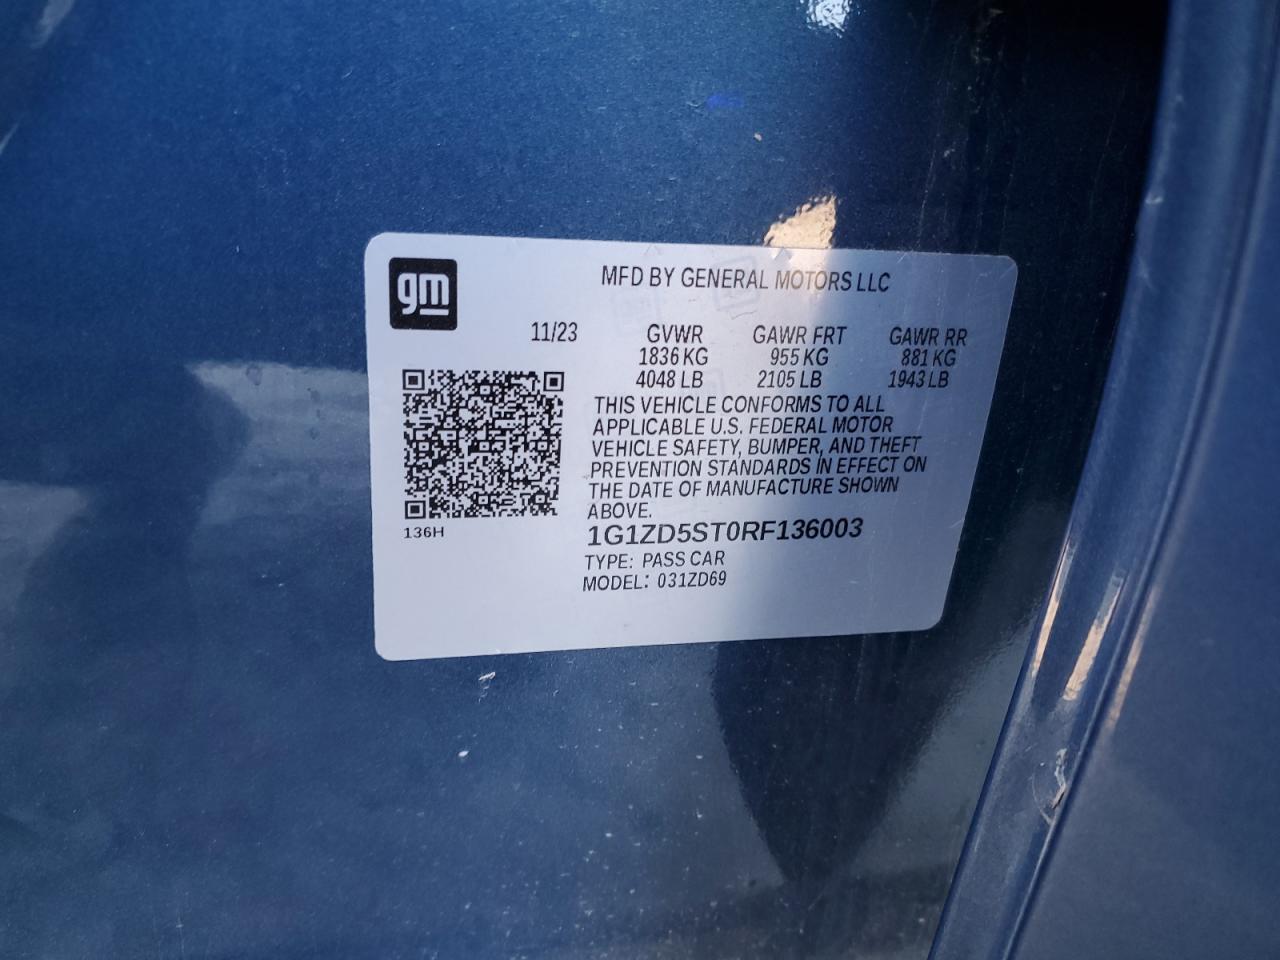 gm
MFD BY GENERAL MOTORS LLC
11/23 GVWR GAWR FRT GAWR RR
1836 KG 955 KG 881 KG
4048 LB 2105 LB 1943 LB
THIS VEHICLE CONFORMS TO ALL
APPLICABLE U.S. FEDERAL MOTOR
VEHICLE SAFETY, BUMPER, AND THEFT
PREVENTION STANDARDS IN EFFECT ON
THE DATE OF MANUFACTURE SHOWN
ABOVE.
136H
1G1ZD5ST0RF136003
TYPE: PASS CAR
MODEL: 031ZD69